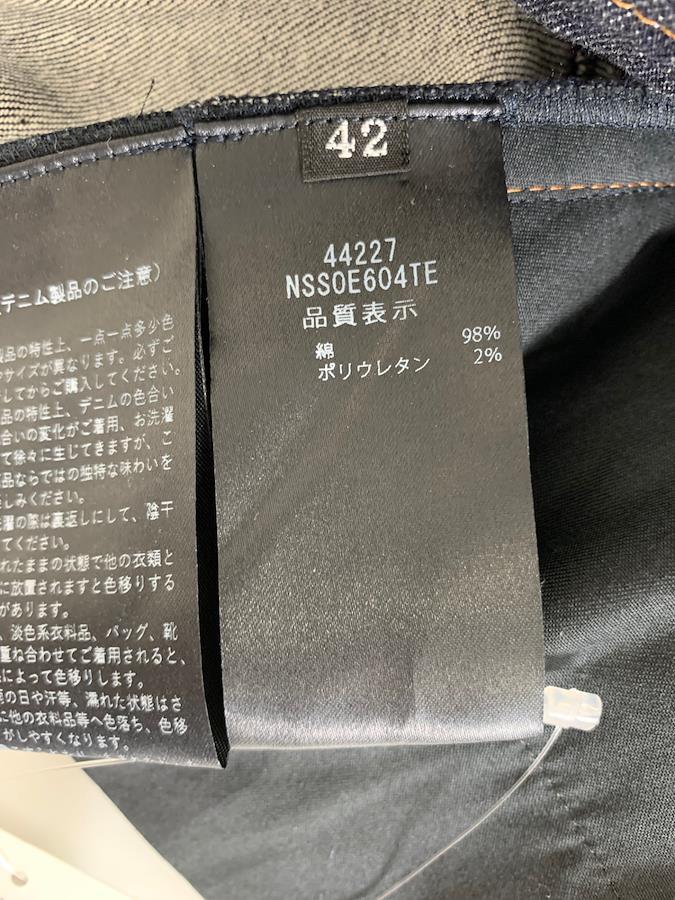 42
44227
NSSOE604TE
品質表示
綿 98%
ポリウレタン 2%
デニム製品のご注意)
製品の特性上、一点一点多少色
やサイズが異なります。必ずご
してからご購入してください。
品の特性上、デニムの色合い
合いの変化がご着用、お洗濯
て徐々に生じてきますが、こ
品ならではの独特な味わいを
しみください。
濯の際は裏返しにして、陰干
てください。
れたままの状態で他の衣類と
に放置されますと色移りする
があります。
、淡色系衣料品、バッグ、靴
重ね合わせてご着用されると、
によって色移りします。
の日や汗等、濡れた状態はさ
に他の衣料品等へ色落ち、色移
がしやすくなります。